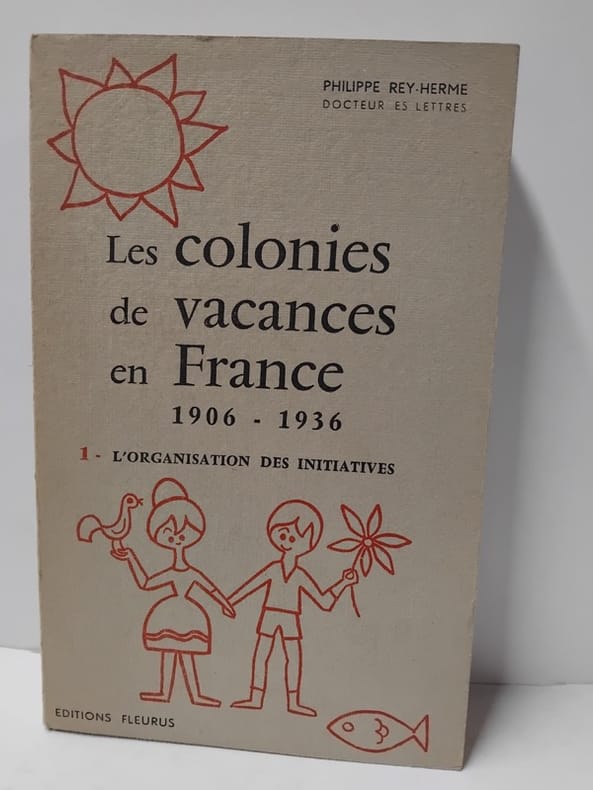 PHILIPPE REY-HERME
DOCTEUR ES LETTRES
Les colonies
de vacances
en France
1906 - 1936
1 - L'ORGANISATION DES INITIATIVES
EDITIONS FLEURUS